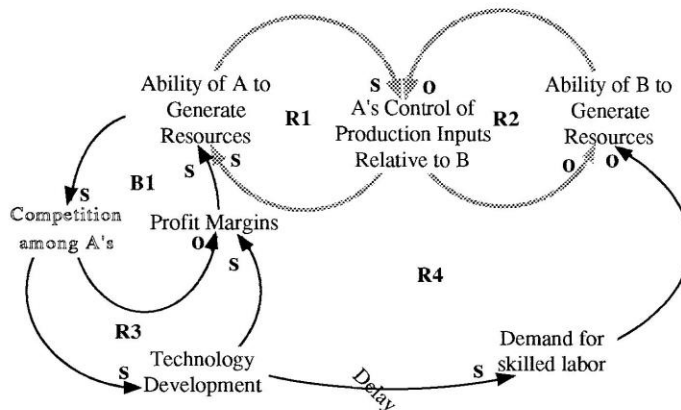 S
O
Ability of A to
Generate
Resources
R1
A's Control of
Production Inputs
Relative to B
R2
Ability of B to
Generate
Resources
S
S
O
O
S
B1
Competition
among A's
Profit Margins
O
S
R4
R3
S
Technology
Development
Delay
S
Demand for
skilled labor